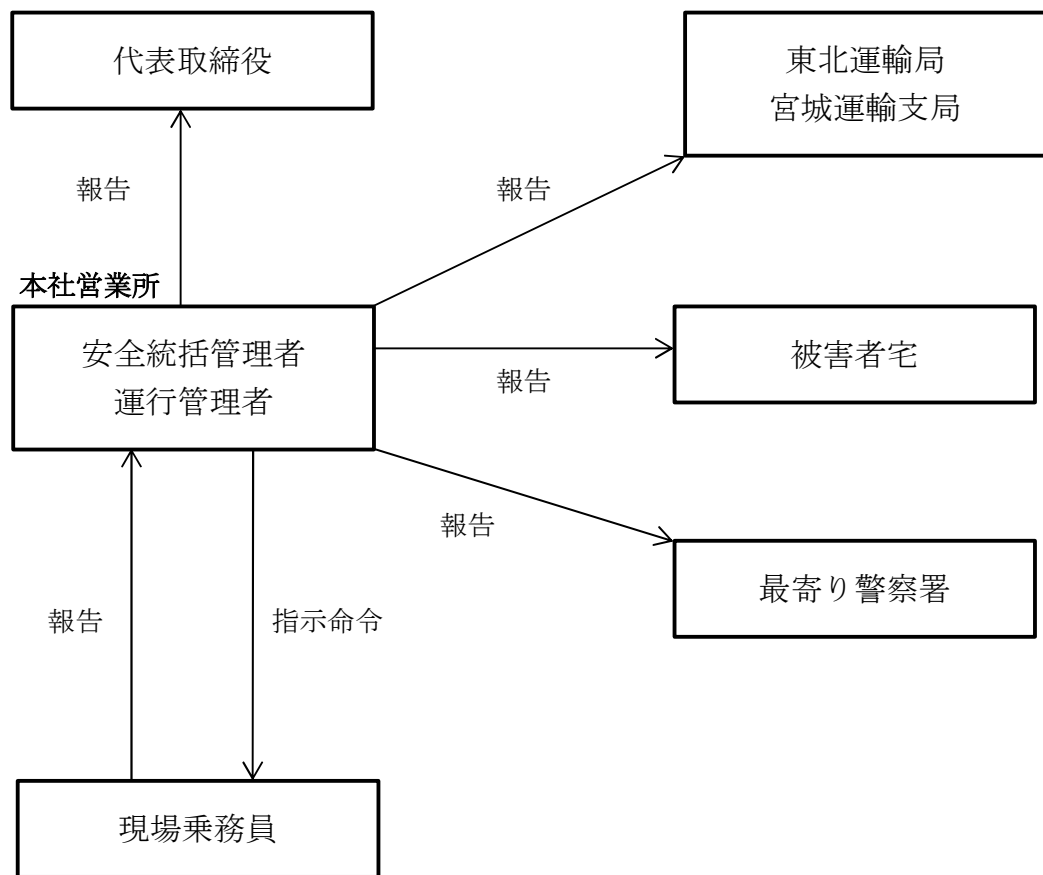 代表取締役
東北運輸局
宮城運輸支局
報告
報告
本社営業所
安全統括管理者
運行管理者
報告
被害者宅
報告
最寄り警察署
報告
指示命令
現場乗務員